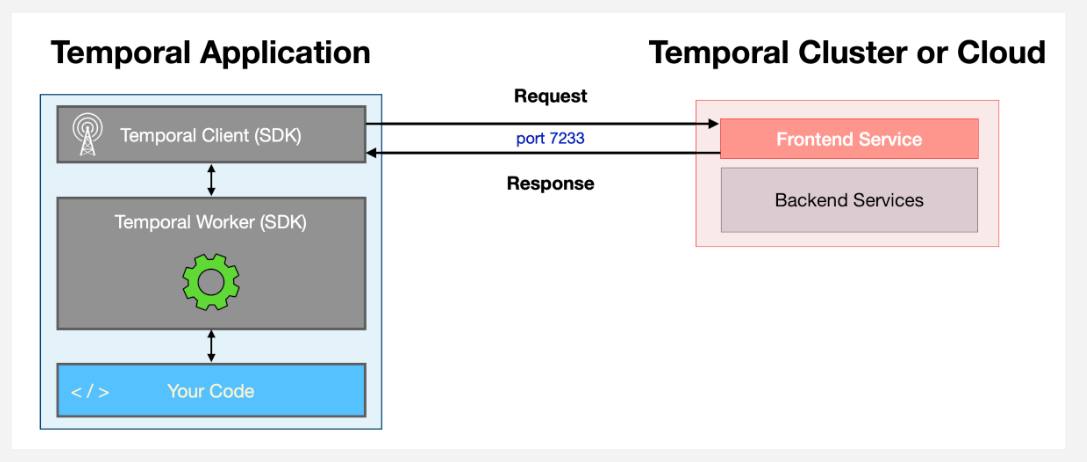 Temporal Application
Temporal Cluster or Cloud
Temporal Client (SDK)
Request
port 7233
Response
Frontend Service
Backend Services
Temporal Worker (SDK)
< / > Your Code